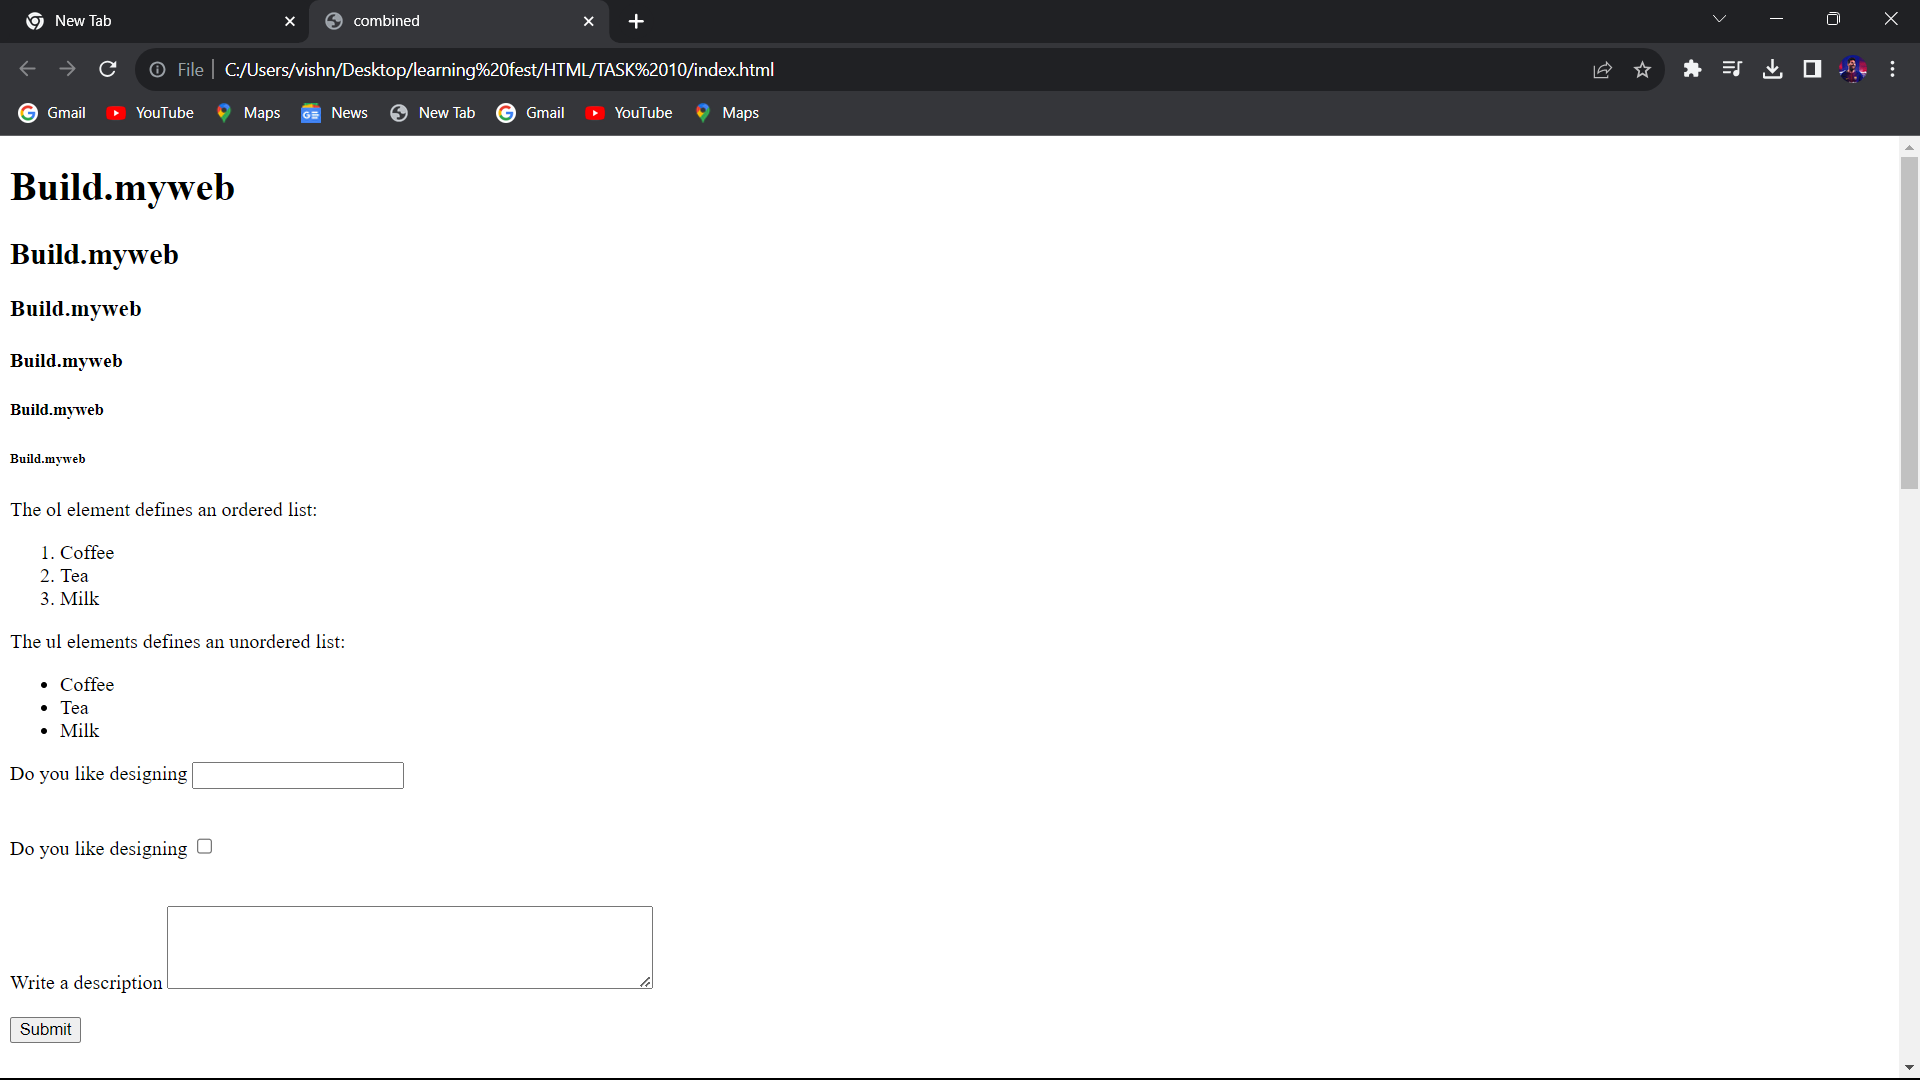 New Tab
combined
File
C:/Users/vishn/Desktop/learning%20fest/HTML/TASK%2010/index.html
Gmail YouTube Maps News New Tab Gmail YouTube Maps
Build.myweb
Build.myweb
Build.myweb
Build.myweb
Build.myweb
Build.myweb
The ol element defines an ordered list:
1. Coffee
2. Tea
3. Milk
The ul elements defines an unordered list:
• Coffee
• Tea
• Milk
Do you like designing
Do you like designing
Write a description
Submit